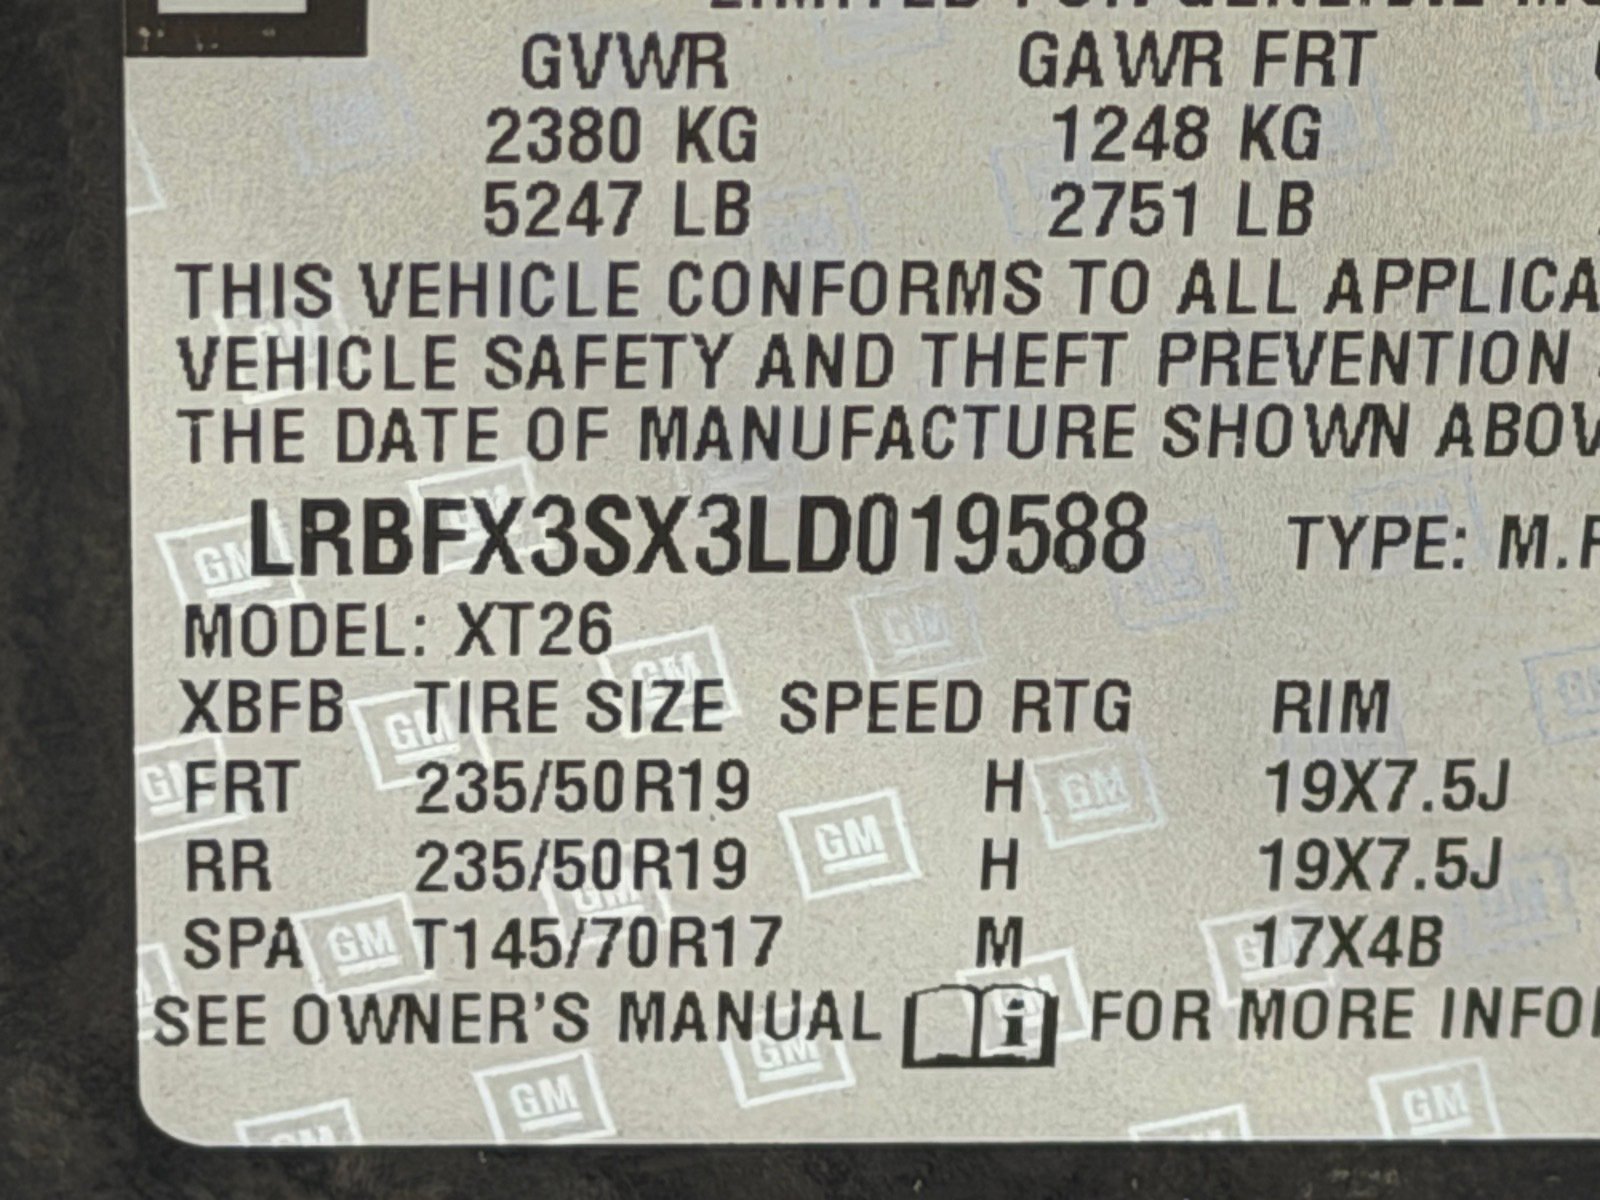 GVWR GAWR FRT
2380 KG 1248 KG
5247 LB 2751 LB
THIS VEHICLE CONFORMS TO ALL APPLICA
VEHICLE SAFETY AND THEFT PREVENTION
THE DATE OF MANUFACTURE SHOWN ABOV
LRBFX3SX3LD019588 TYPE: M.P
MODEL: XT26
XBFB TIRE SIZE SPEED RTG RIM
FRT 235/50R19 H 19X7.5J
RR 235/50R19 H 19X7.5J
SPA T145/70R17 M 17X4B
SEE OWNER'S MANUAL i FOR MORE INFO